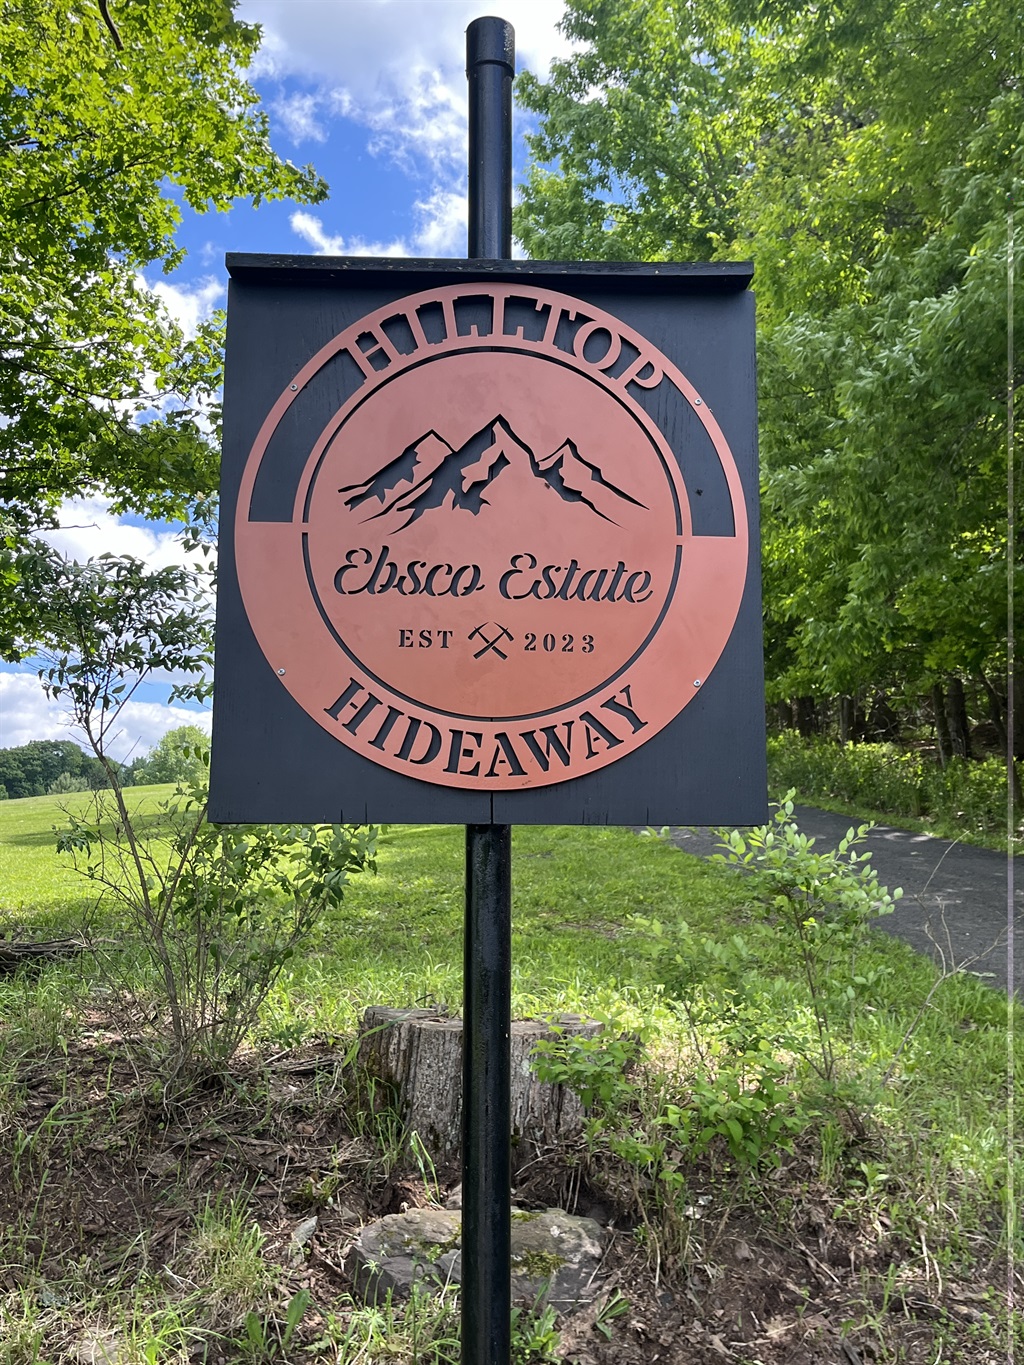 HILLTOP
Ebsco Estate
EST 2023
HIDEAWAY